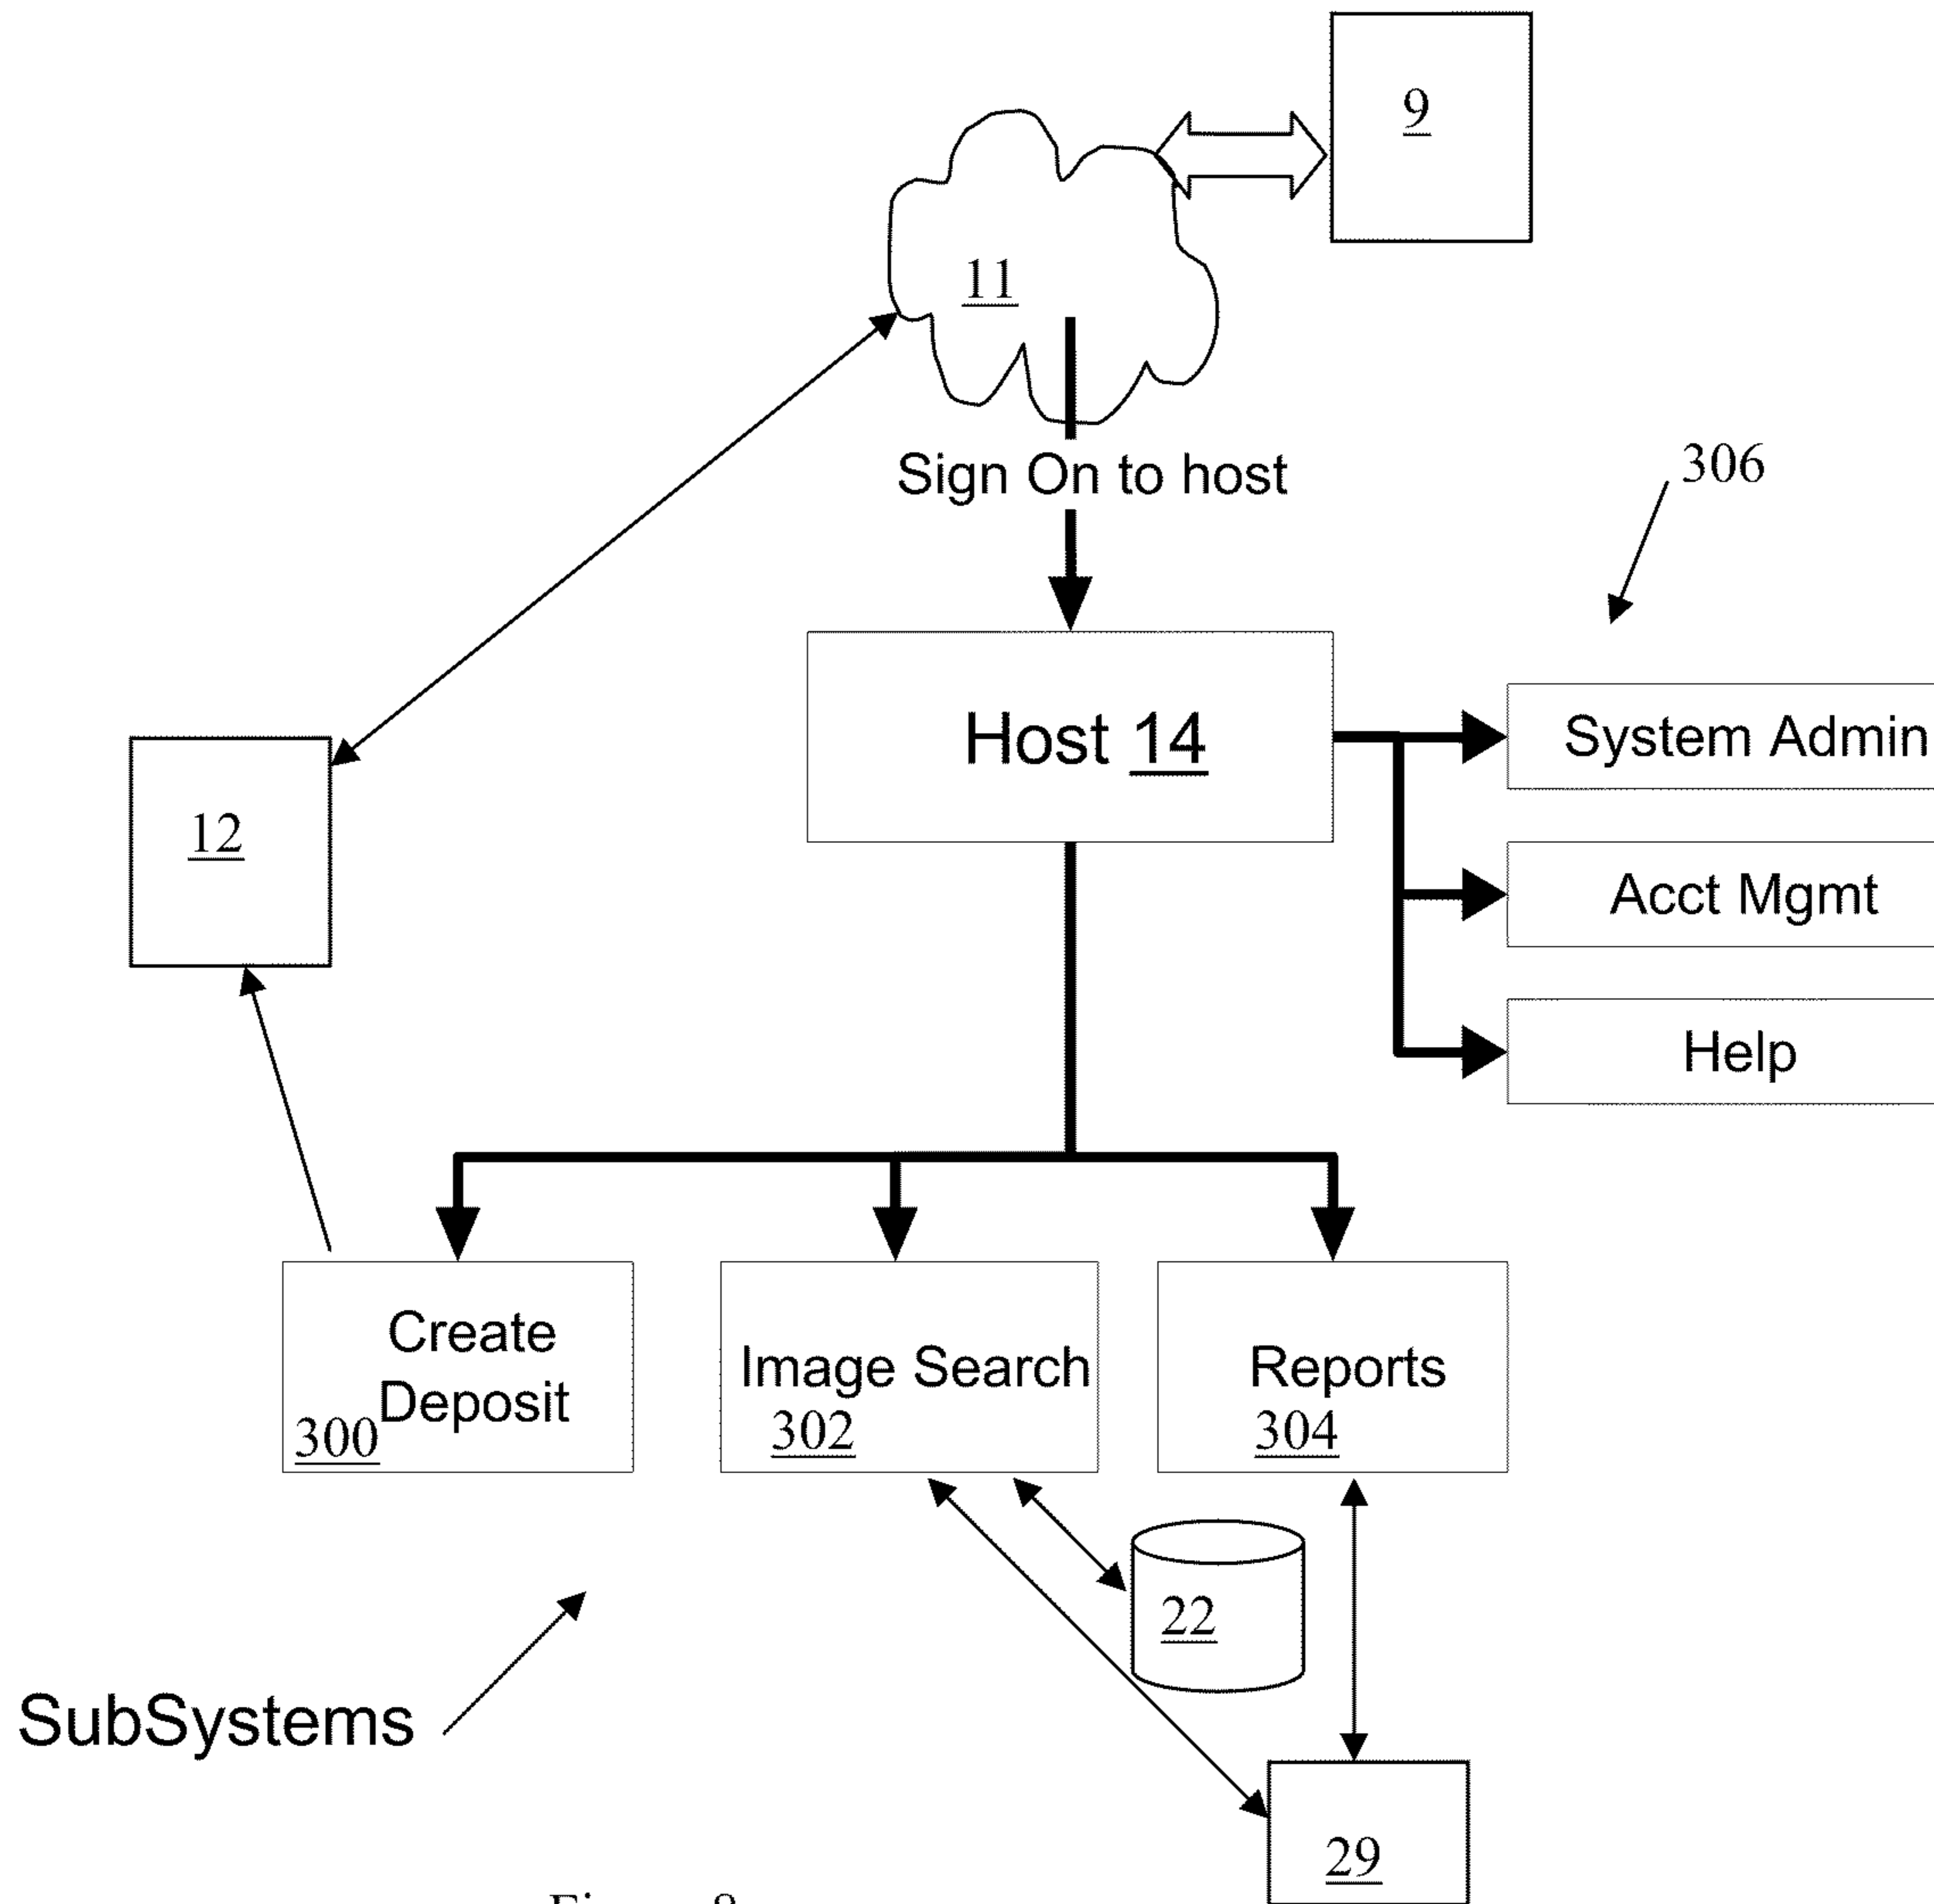 9
11
Sign On to host
306
Host 14
System Admin
12
Acct Mgmt
Help
Create
Deposit
300
Image Search
302
Reports
304
22
SubSystems
29